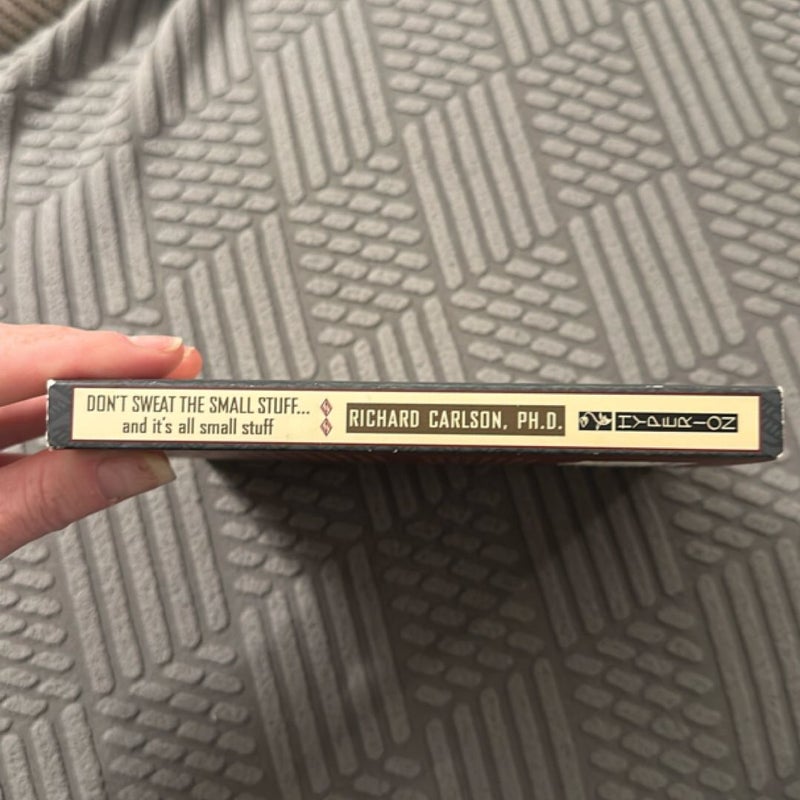 DON'T SWEAT THE SMALL STUFF...
and it's all small stuff
RICHARD CARLSON, PH.D.
HYPERION